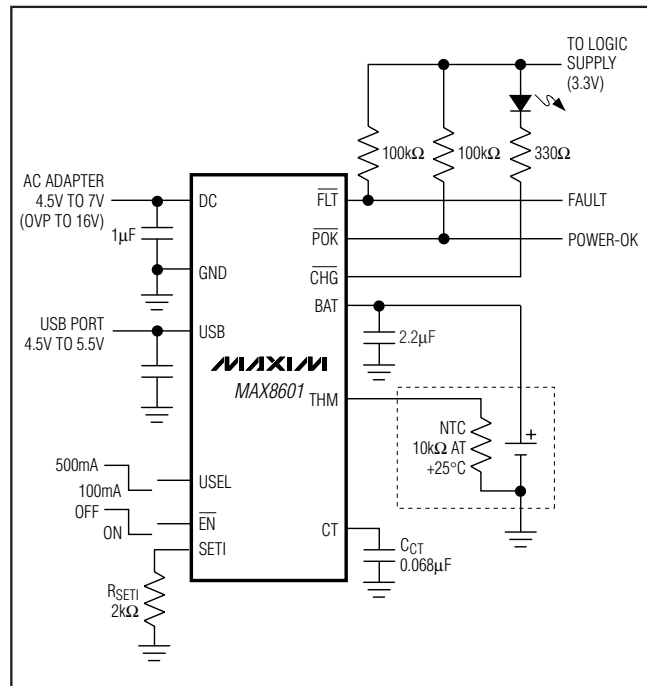 TO LOGIC
SUPPLY
(3.3V)
100kΩ
100kΩ
330Ω
AC ADAPTER
4.5V TO 7V
(OVP TO 16V)
DC
1µF
GND
USB PORT
4.5V TO 5.5V
USB
500mA
100mA
USEL
OFF
ON
EN
SETI
RSETI
2kΩ
MAXIM
MAX8601
FLT
FAULT
POK
POWER-OK
CHG
BAT
2.2µF
THM
NTC
10kΩ AT
+25°C
+
CT
CCT
0.068µF